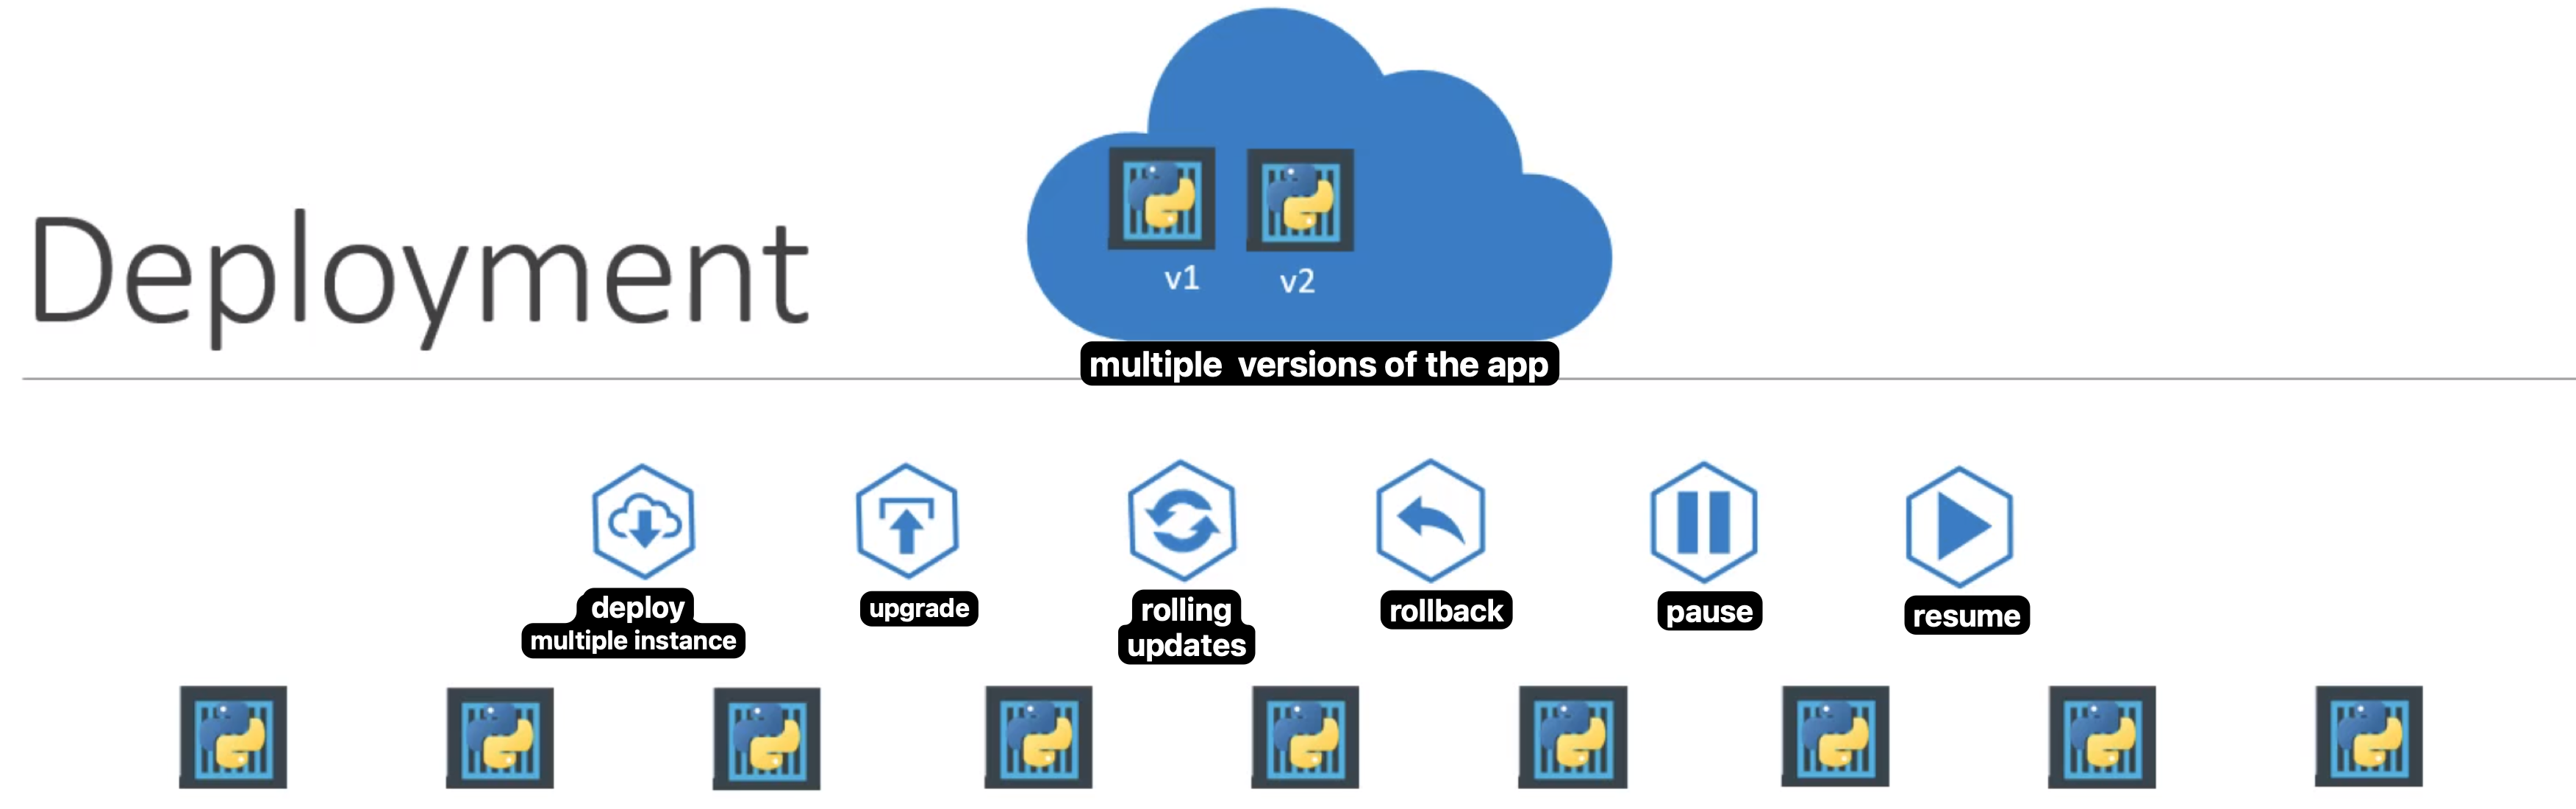 Deployment
v1
v2
multiple versions of the app
deploy
multiple instance
upgrade
rolling
updates
rollback
pause
resume